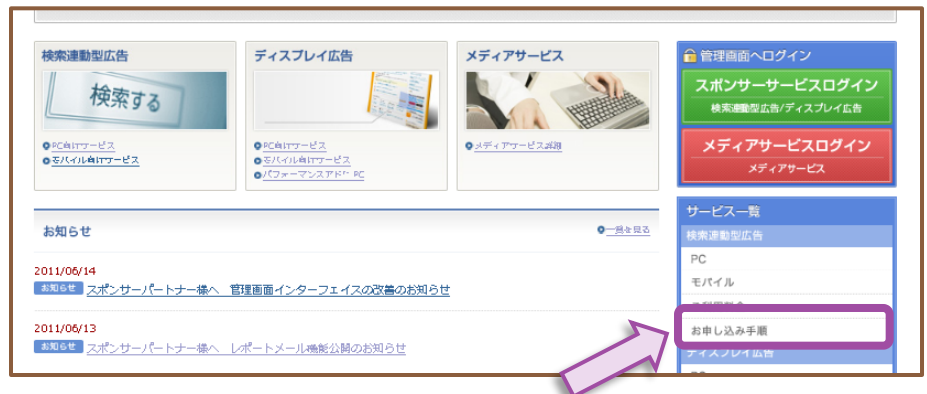 検索連動型広告
検索する
PC向けサービス
モバイル向けサービス
ディスプレイ広告
PC向けサービス
モバイル向けサービス
パフォーマンスアド PC
メディアサービス
メディアサービス詳細
お知らせ
一覧を見る
2011/06/14
お知らせ スポンサーパートナー様へ 管理画面インターフェイスの改善のお知らせ
2011/06/13
お知らせ スポンサーパートナー様へ レポートメール機能公開のお知らせ
管理画面へログイン
スポンサーサービスログイン
検索連動型広告/ディスプレイ広告
メディアサービスログイン
メディアサービス
サービス一覧
検索連動型広告
PC
モバイル
お申し込み手順
ディスプレイ広告